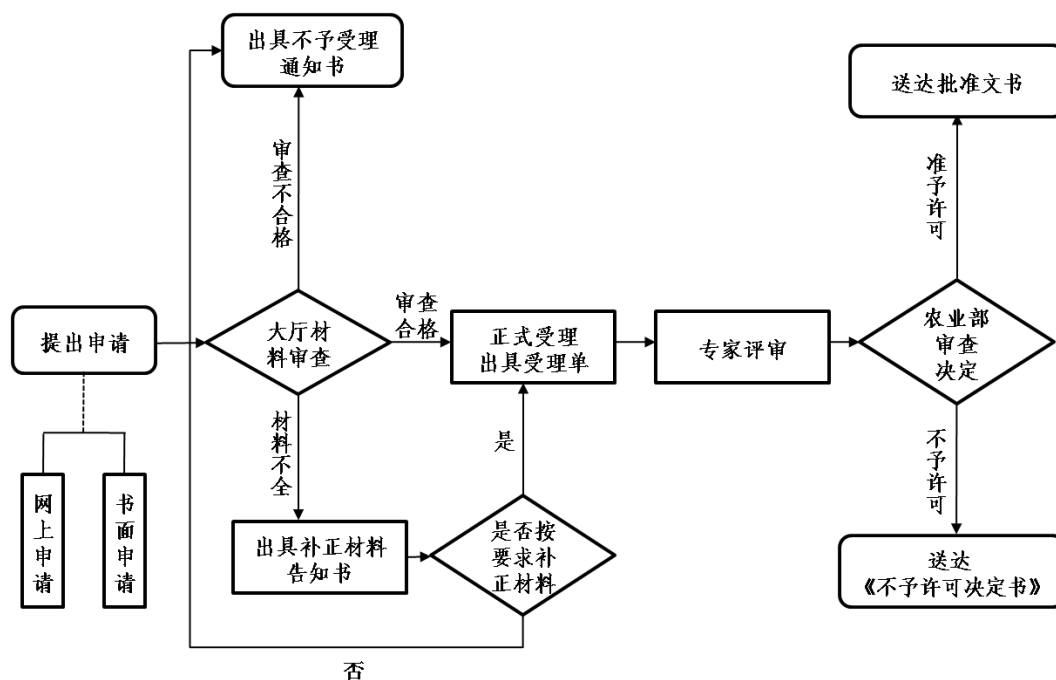 出具不予受理
通知书
送达批准文书
审查不合格
准予许可
提出申请
大厅材
料审查
审查
合格
正式受理
出具受理单
专家评审
农业部
审查
决定
材料不全
是
不予许可
网上申请
书面申请
出具补正材料
告知书
是否按
要求补
正材料
送达
《不予许可决定书》
否